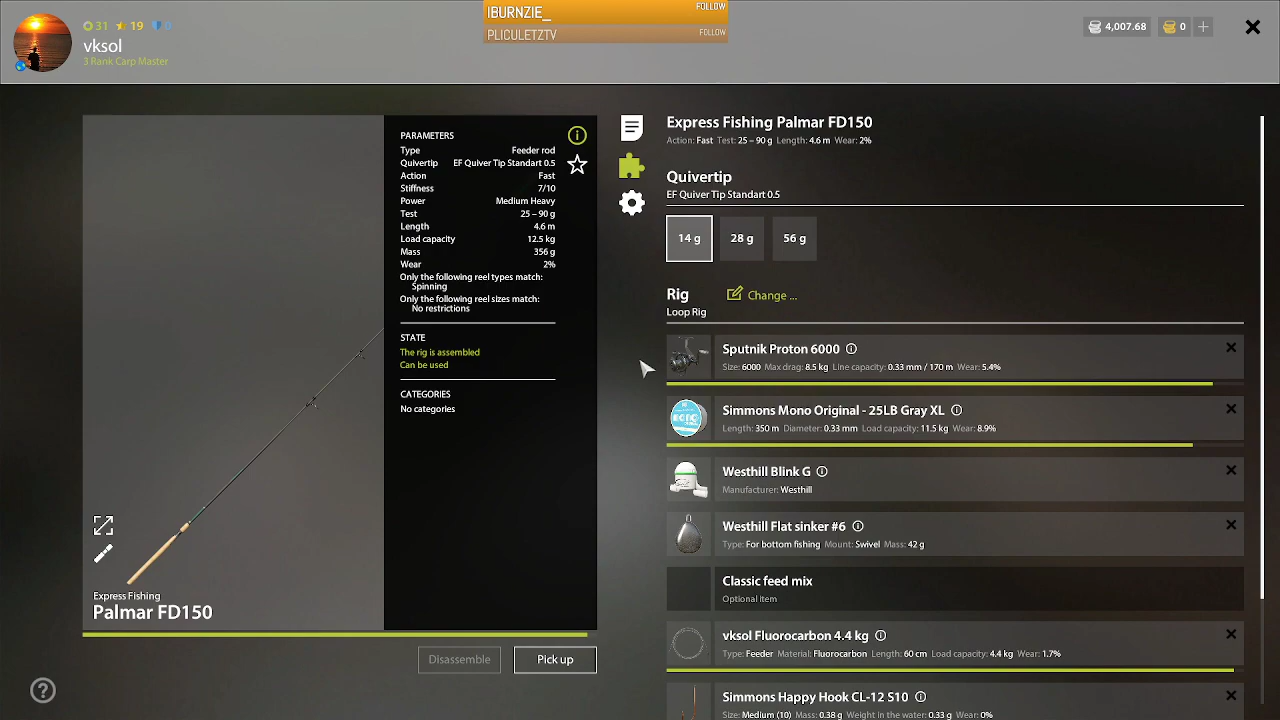 31 19 0
vksol
3 Rank Carp Master
IBURNZIE_ FOLLOW
PLICULETZTV FOLLOW
4,007.68 0
PARAMETERS
Type Feeder rod
Quivertip EF Quiver Tip Standart 0.5
Action Fast
Stiffness 7/10
Power Medium Heavy
Test 25 – 90 g
Length 4.6 m
Load capacity 12.5 kg
Mass 356 g
Wear 2%
Only the following reel types match:
Spinning
Only the following reel sizes match:
No restrictions
STATE
The rig is assembled
Can be used
CATEGORIES
No categories
Express Fishing
Palmar FD150
Disassemble Pick up
?
Express Fishing Palmar FD150
Action: Fast Test: 25 – 90 g Length: 4.6 m Wear: 2%
Quivertip
EF Quiver Tip Standart 0.5
14 g 28 g 56 g
Rig Change ...
Loop Rig
Sputnik Proton 6000
Size: 6000 Max drag: 8.5 kg Line capacity: 0.33 mm / 170 m Wear: 5.4%
Simmons Mono Original - 25LB Gray XL
Length: 350 m Diameter: 0.33 mm Load capacity: 11.5 kg Wear: 8.9%
Westhill Blink G
Manufacturer: Westhill
Westhill Flat sinker #6
Type: For bottom fishing Mount: Swivel Mass: 42 g
Classic feed mix
Optional item
vksol Fluorocarbon 4.4 kg
Type: Feeder Material: Fluorocarbon Length: 60 cm Load capacity: 4.4 kg Wear: 1.7%
Simmons Happy Hook CL-12 S10
Size: Medium (10) Mass: 0.38 g Weight in the water: 0.33 g Wear: 0%